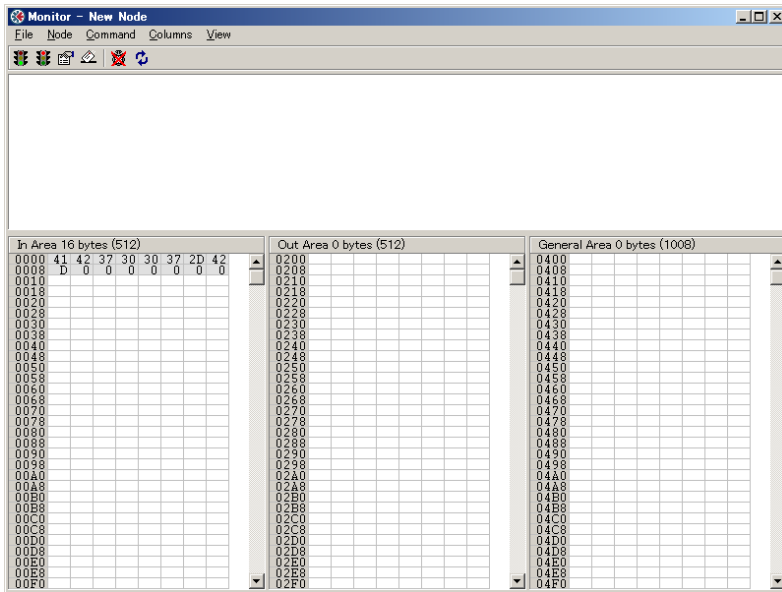 Monitor - New Node
File Node Command Columns View
In Area 16 bytes (512)
0000 41 42 37 30 30 37 2D 42
0008 D 0 0 0 0 0 0 0
0010
0018
0020
0028
0030
0038
0040
0048
0050
0058
0060
0068
0070
0078
0080
0088
0090
0098
00A0
00A8
00B0
00B8
00C0
00C8
00D0
00D8
00E0
00E8
00F0
Out Area 0 bytes (512)
0200
0208
0210
0218
0220
0228
0230
0238
0240
0248
0250
0258
0260
0268
0270
0278
0280
0288
0290
0298
02A0
02A8
02B0
02B8
02C0
02C8
02D0
02D8
02E0
02E8
02F0
General Area 0 bytes (1008)
0400
0408
0410
0418
0420
0428
0430
0438
0440
0448
0450
0458
0460
0468
0470
0478
0480
0488
0490
0498
04A0
04A8
04B0
04B8
04C0
04C8
04D0
04D8
04E0
04E8
04F0